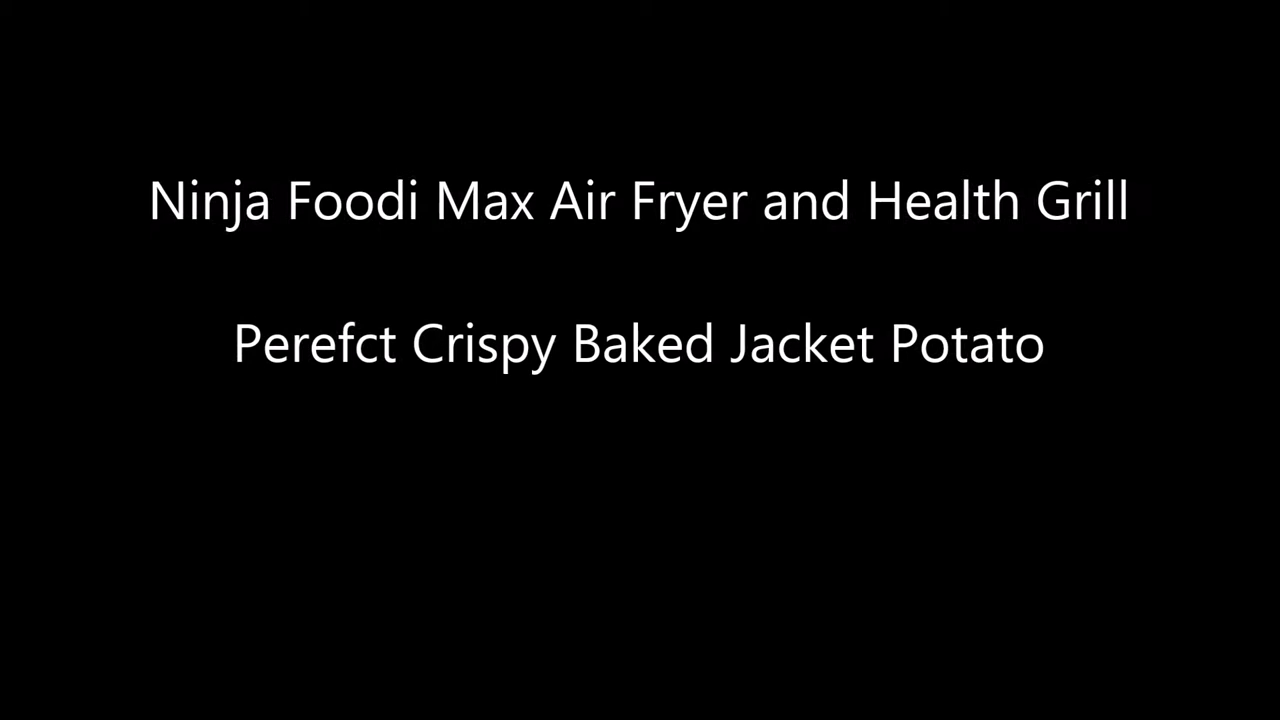 Ninja Foodi Max Air Fryer and Health Grill
Perefct Crispy Baked Jacket Potato